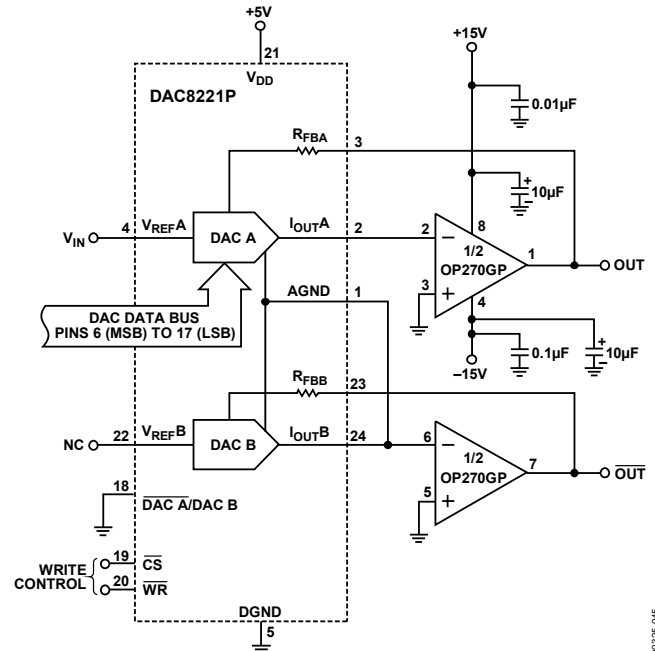 +5V
21
VDD
DAC8221P
+15V
0.01µF
RFBA
3
+
10µF
–
VIN
4
VREFA
DAC A
IOUTA
2
2
–
8
1/2
OP270GP
1
OUT
3
+
4
AGND
1
DAC DATA BUS
PINS 6 (MSB) TO 17 (LSB)
0.1µF
+
10µF
–
–15V
RFBB
23
NC
22
VREFB
DAC B
IOUTB
24
6
–
1/2
OP270GP
7
OUT
5
+
18
DAC A/DAC B
WRITE
CONTROL
19
CS
20
WR
DGND
5